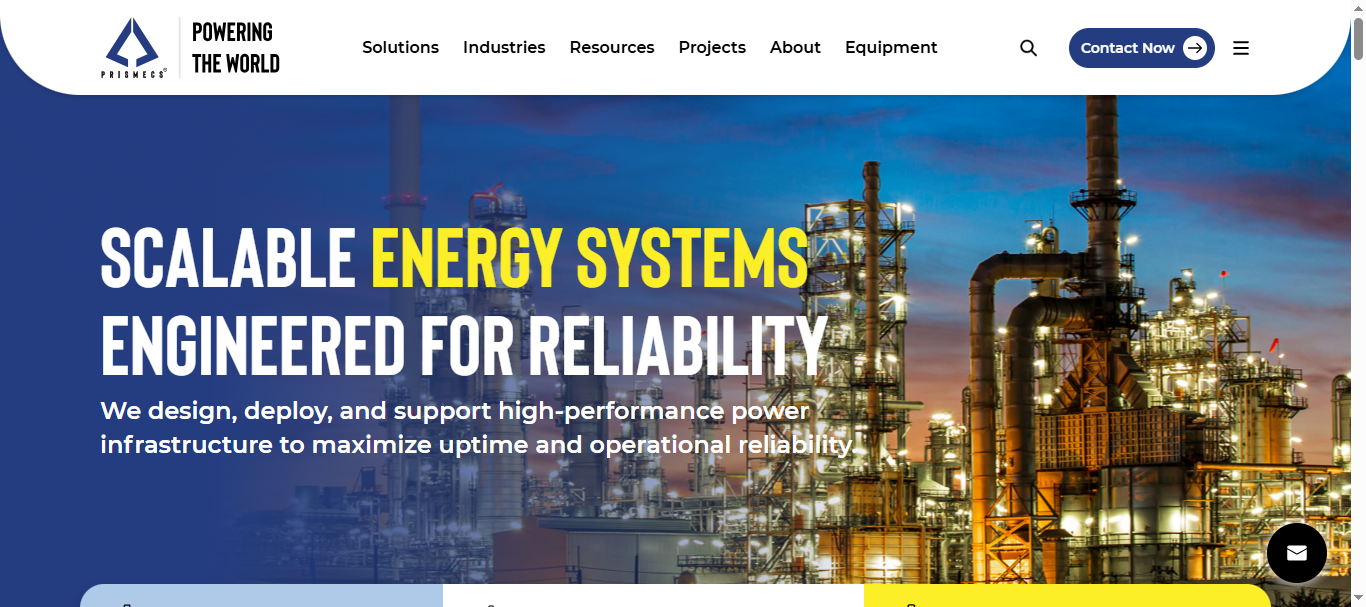 POWERING
THE WORLD
PRISMECS®
Solutions
Industries
Resources
Projects
About
Equipment
Contact Now
SCALABLE ENERGY SYSTEMS
ENGINEERED FOR RELIABILITY
We design, deploy, and support high-performance power
infrastructure to maximize uptime and operational reliability.